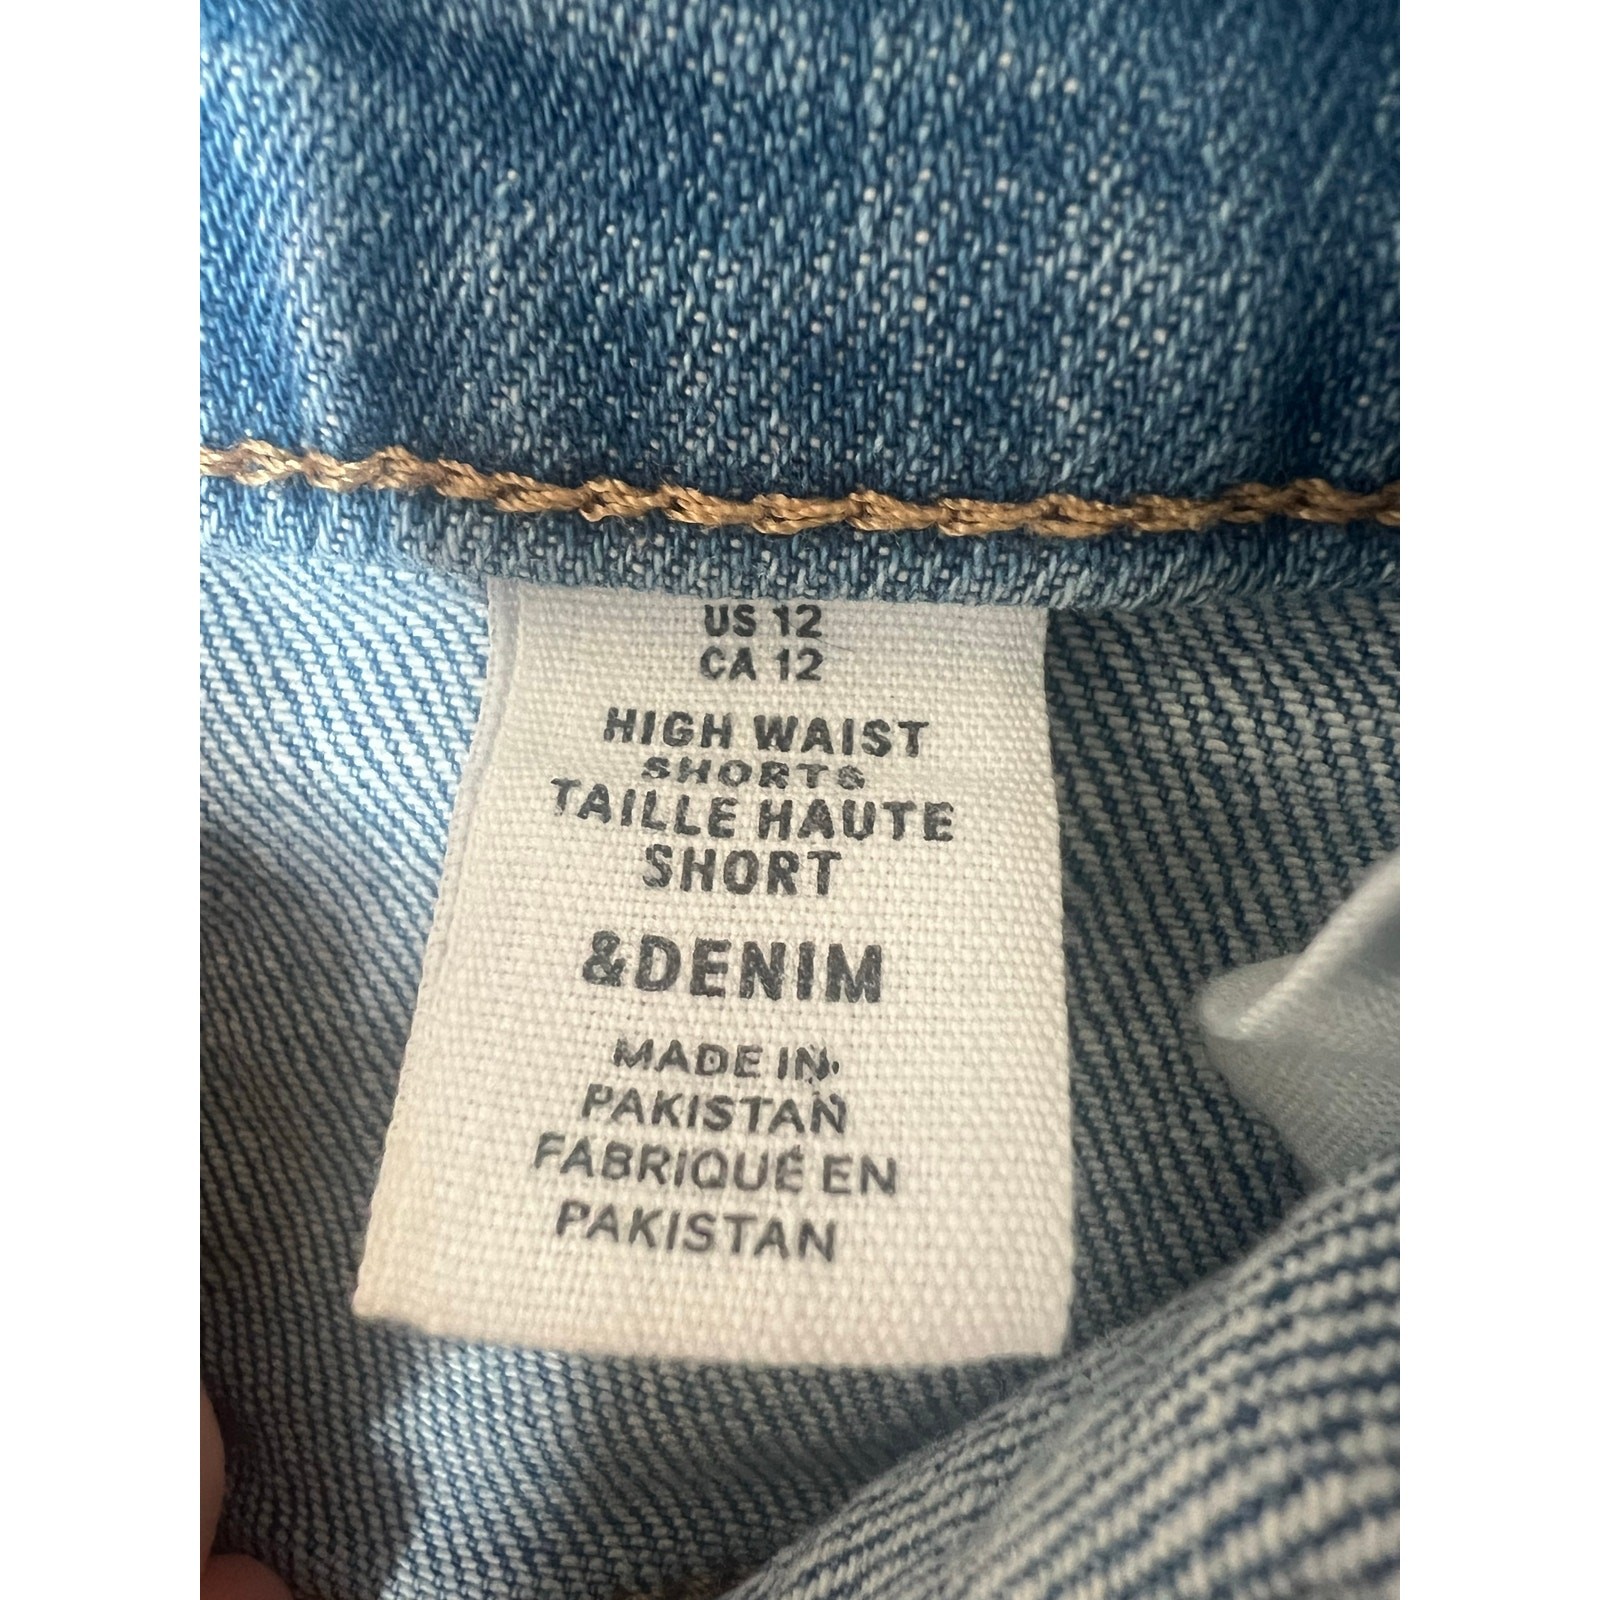 US 12
CA 12
HIGH WAIST
SHORTS
TAILLE HAUTE
SHORT
&DENIM
MADE IN
PAKISTAN
FABRIQUÉ EN
PAKISTAN